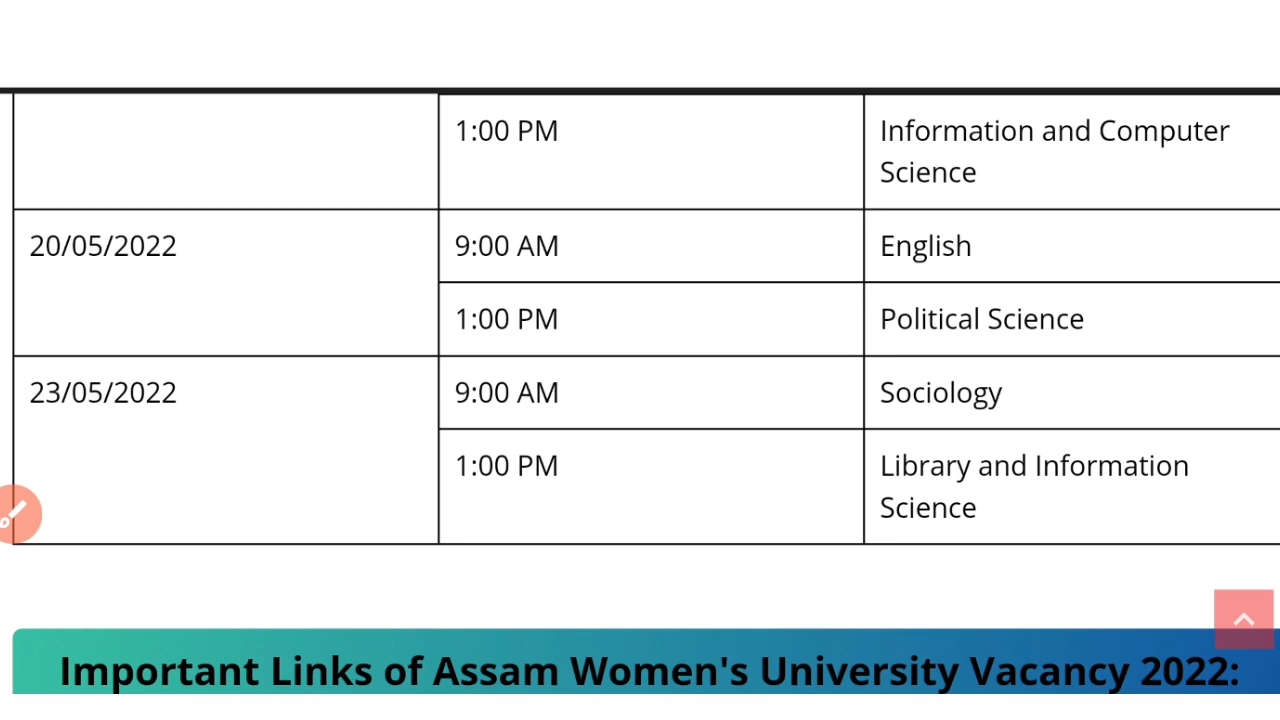 1:00 PM Information and Computer
Science
20/05/2022 9:00 AM English
1:00 PM Political Science
23/05/2022 9:00 AM Sociology
1:00 PM Library and Information
Science
Important Links of Assam Women's University Vacancy 2022: